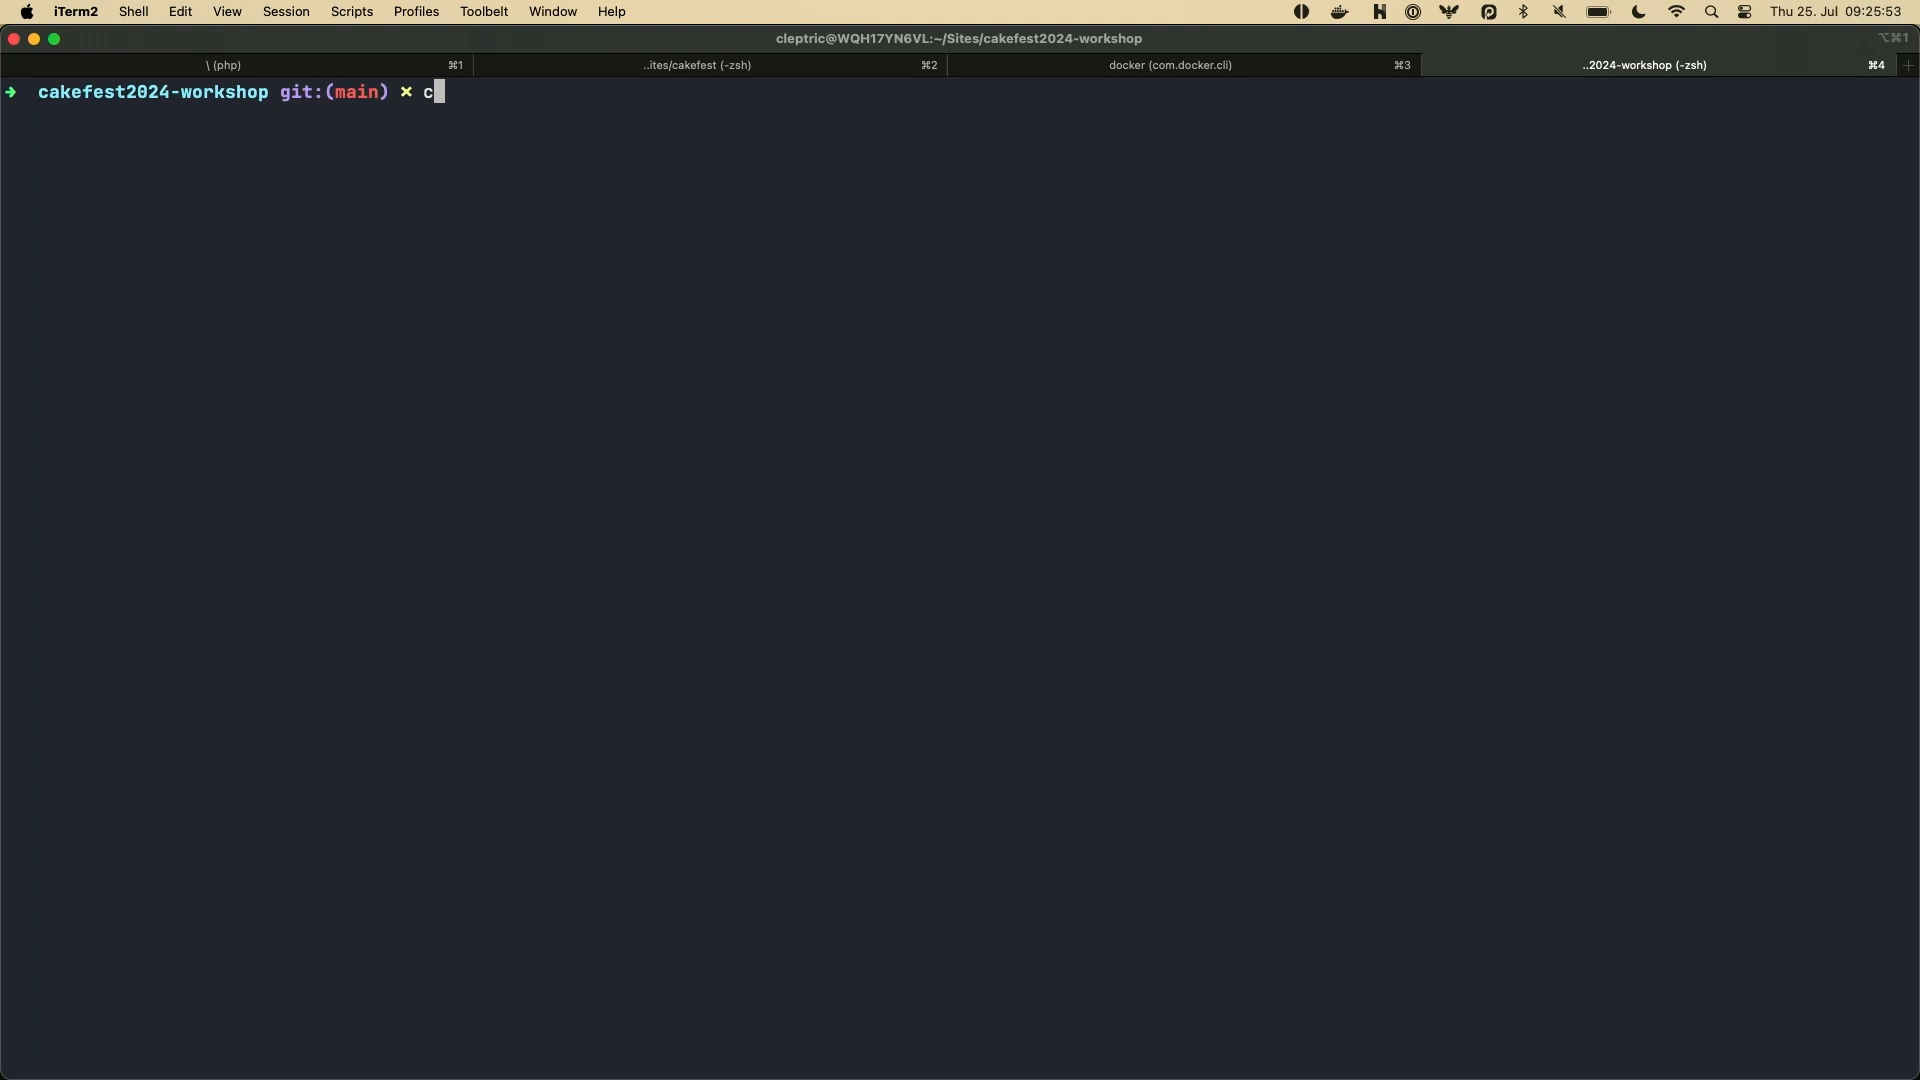 iTerm2 Shell Edit View Session Scripts Profiles Toolbelt Window Help Thu 25. Jul 09:25:53
cleptric@WQH17YN6VL:~/Sites/cakefest2024-workshop ⌥⌘1
\ (php) ⌘1 ..ites/cakefest (-zsh) ⌘2 docker (com.docker.cli) ⌘3 ..2024-workshop (-zsh) ⌘4
➜ cakefest2024-workshop git:(main) ✗ c